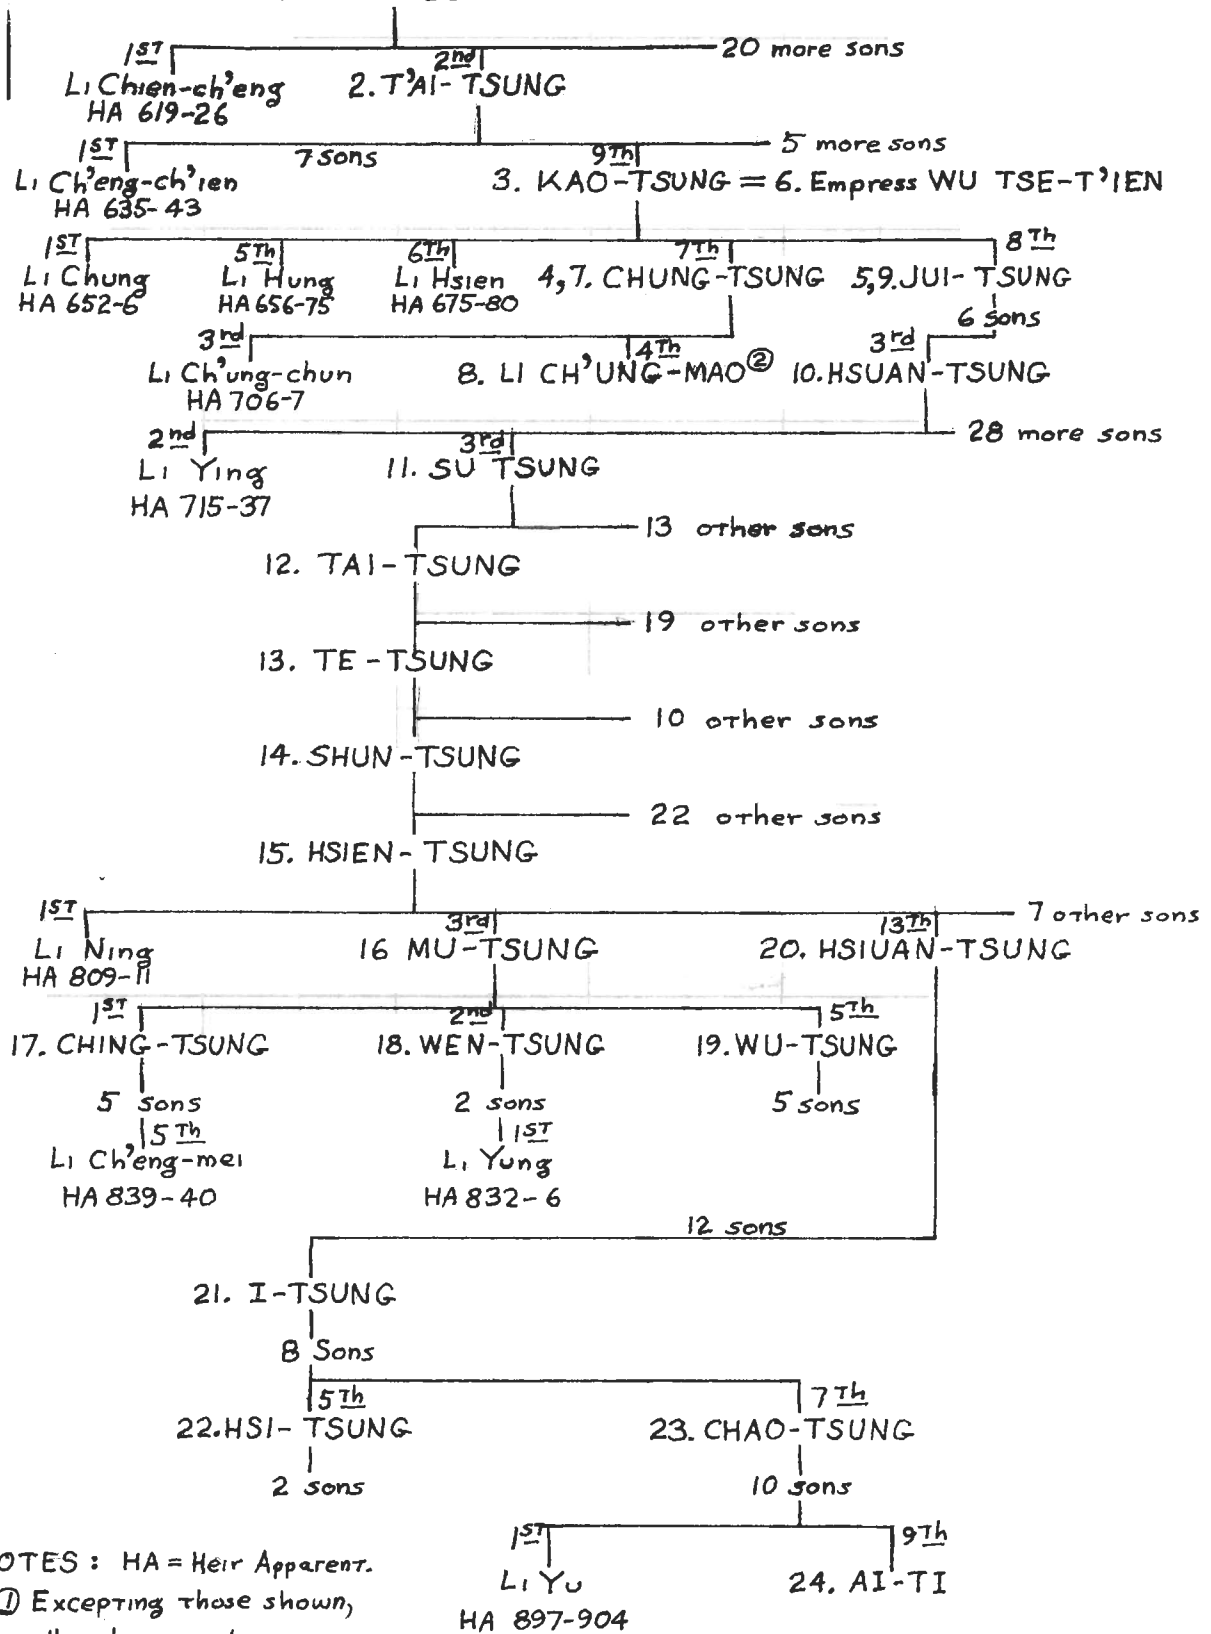 1ST 2nd 20 more sons
Li Chien-ch'eng 2. T'AI-TSUNG
HA 619-26
1ST 7 sons 9Th 5 more sons
Li Ch'eng-ch'ien 3. KAO-TSUNG = 6. Empress WU TSE-T'IEN
HA 635-43
1ST 5Th 6Th 7Th 8Th
Li Chung Li Hung Li Hsien 4,7. CHUNG-TSUNG 5,9. JUI-TSUNG
HA 652-6 HA 656-75 HA 675-80
6 sons
3rd 4Th 3rd
Li Ch'ung-chun 8. LI CH'UNG-MAO② 10. HSUAN-TSUNG
HA 706-7
2nd 3rd 28 more sons
Li Ying 11. SU TSUNG
HA 715-37
13 other sons
12. TAI-TSUNG
19 other sons
13. TE-TSUNG
10 other sons
14. SHUN-TSUNG
22 other sons
15. HSIEN-TSUNG
1ST 3rd 13Th 7 other sons
Li Ning 16 MU-TSUNG 20. HSIUAN-TSUNG
HA 809-11
1ST 2nd 5Th
17. CHING-TSUNG 18. WEN-TSUNG 19. WU-TSUNG
5 sons 2 sons 5 sons
5Th 1ST
Li Ch'eng-mei Li Yung
HA 839-40 HA 832-6
12 sons
21. I-TSUNG
8 Sons
5Th 7Th
22. HSI-TSUNG 23. CHAO-TSUNG
2 sons 10 sons
1ST 9Th
OTES: HA = Heir Apparent.
Li Yu 24. AI-TI
① Excepting those shown,
HA 897-904